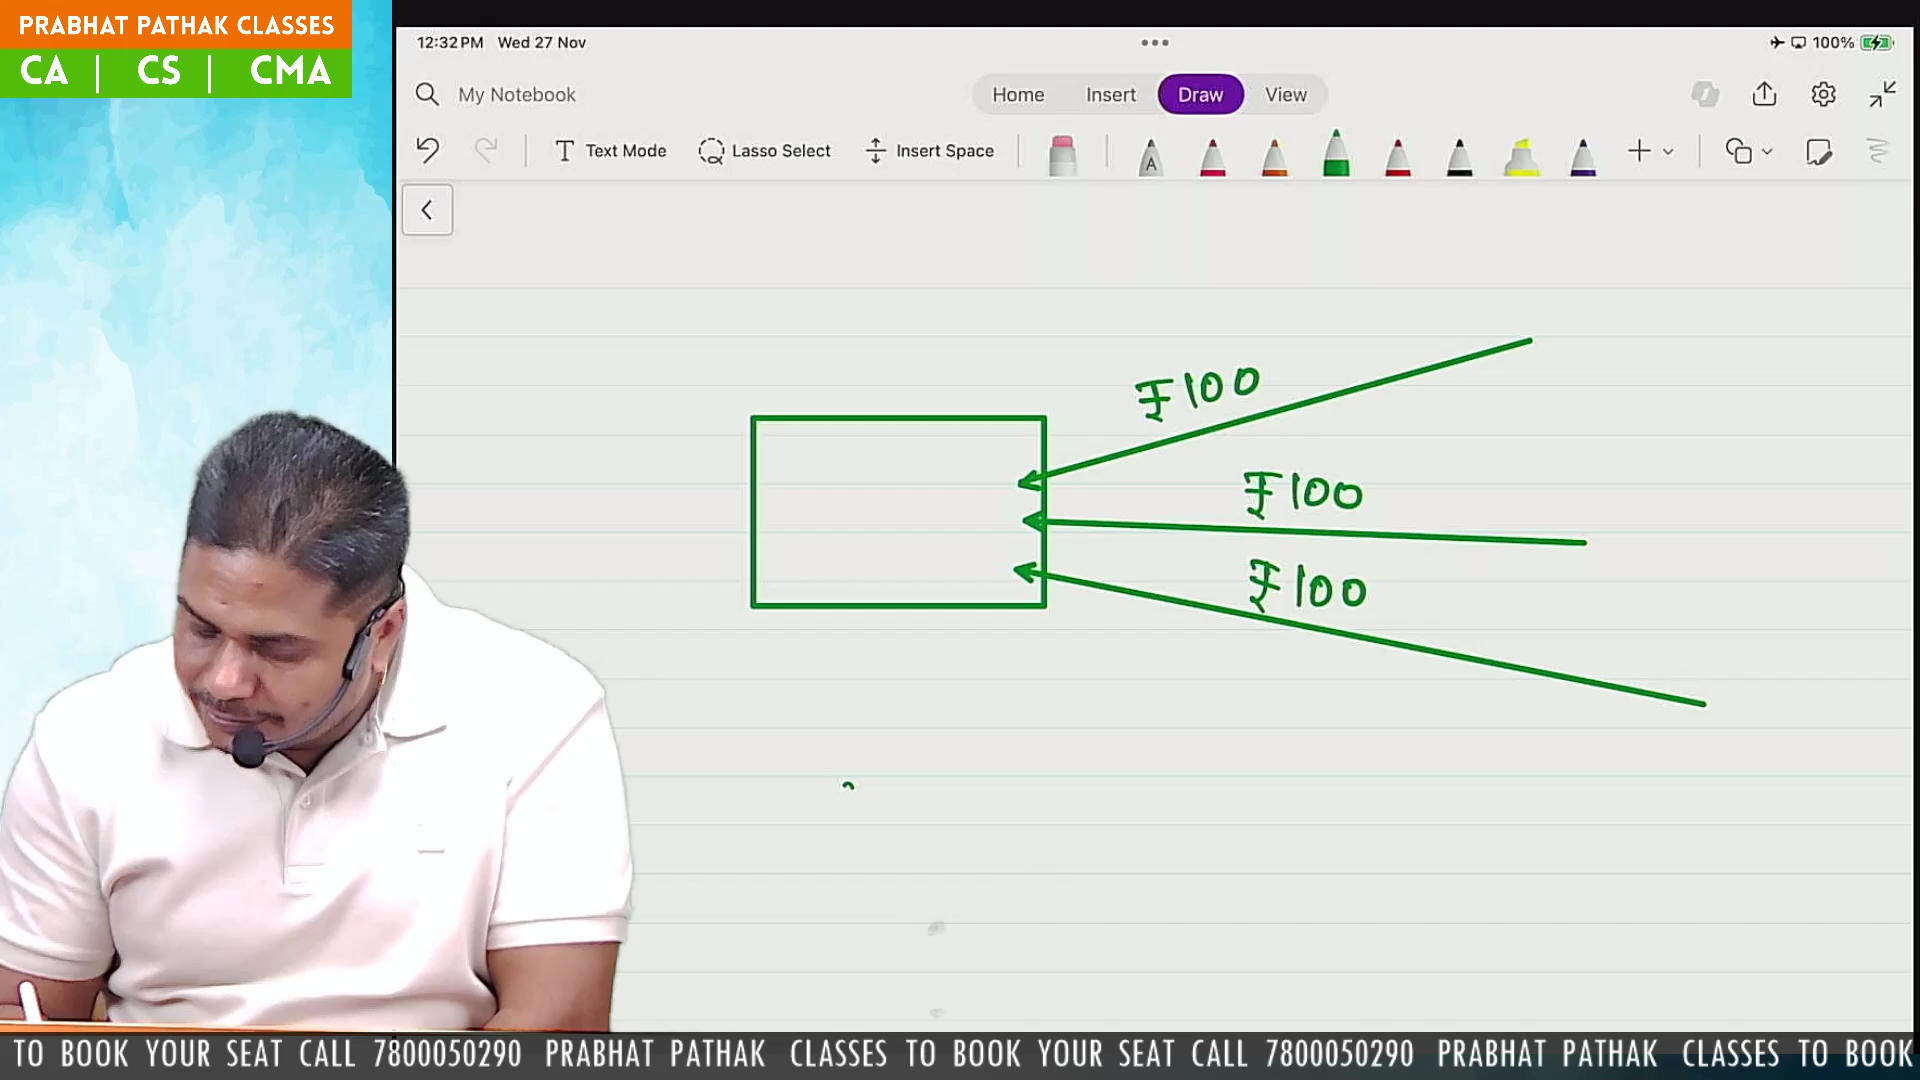 PRABHAT PATHAK CLASSES
CA | CS | CMA
12:32 PM Wed 27 Nov
100%
My Notebook
Home Insert Draw View
Text Mode Lasso Select Insert Space
₹100
₹100
₹100
TO BOOK YOUR SEAT CALL 7800050290 PRABHAT PATHAK CLASSES TO BOOK YOUR SEAT CALL 7800050290 PRABHAT PATHAK CLASSES TO BOOK